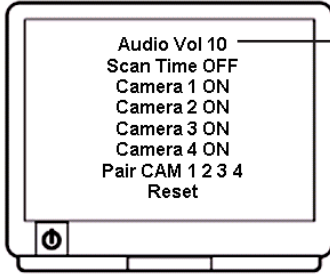 Audio Vol 10
Scan Time OFF
Camera 1 ON
Camera 2 ON
Camera 3 ON
Camera 4 ON
Pair CAM 1 2 3 4
Reset